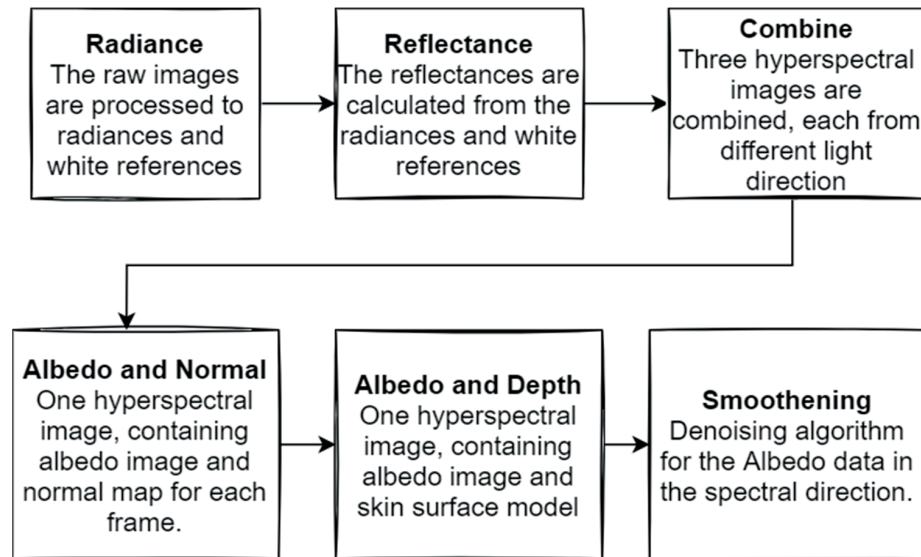 Radiance
The raw images
are processed to
radiances and
white references
Reflectance
The reflectances are
calculated from the
radiances and white
references
Combine
Three hyperspectral
images are
combined, each from
different light
direction
Albedo and Normal
One hyperspectral
image, containing
albedo image and
normal map for each
frame.
Albedo and Depth
One hyperspectral
image, containing
albedo image and
skin surface model
Smoothening
Denoising algorithm
for the Albedo data in
the spectral direction.